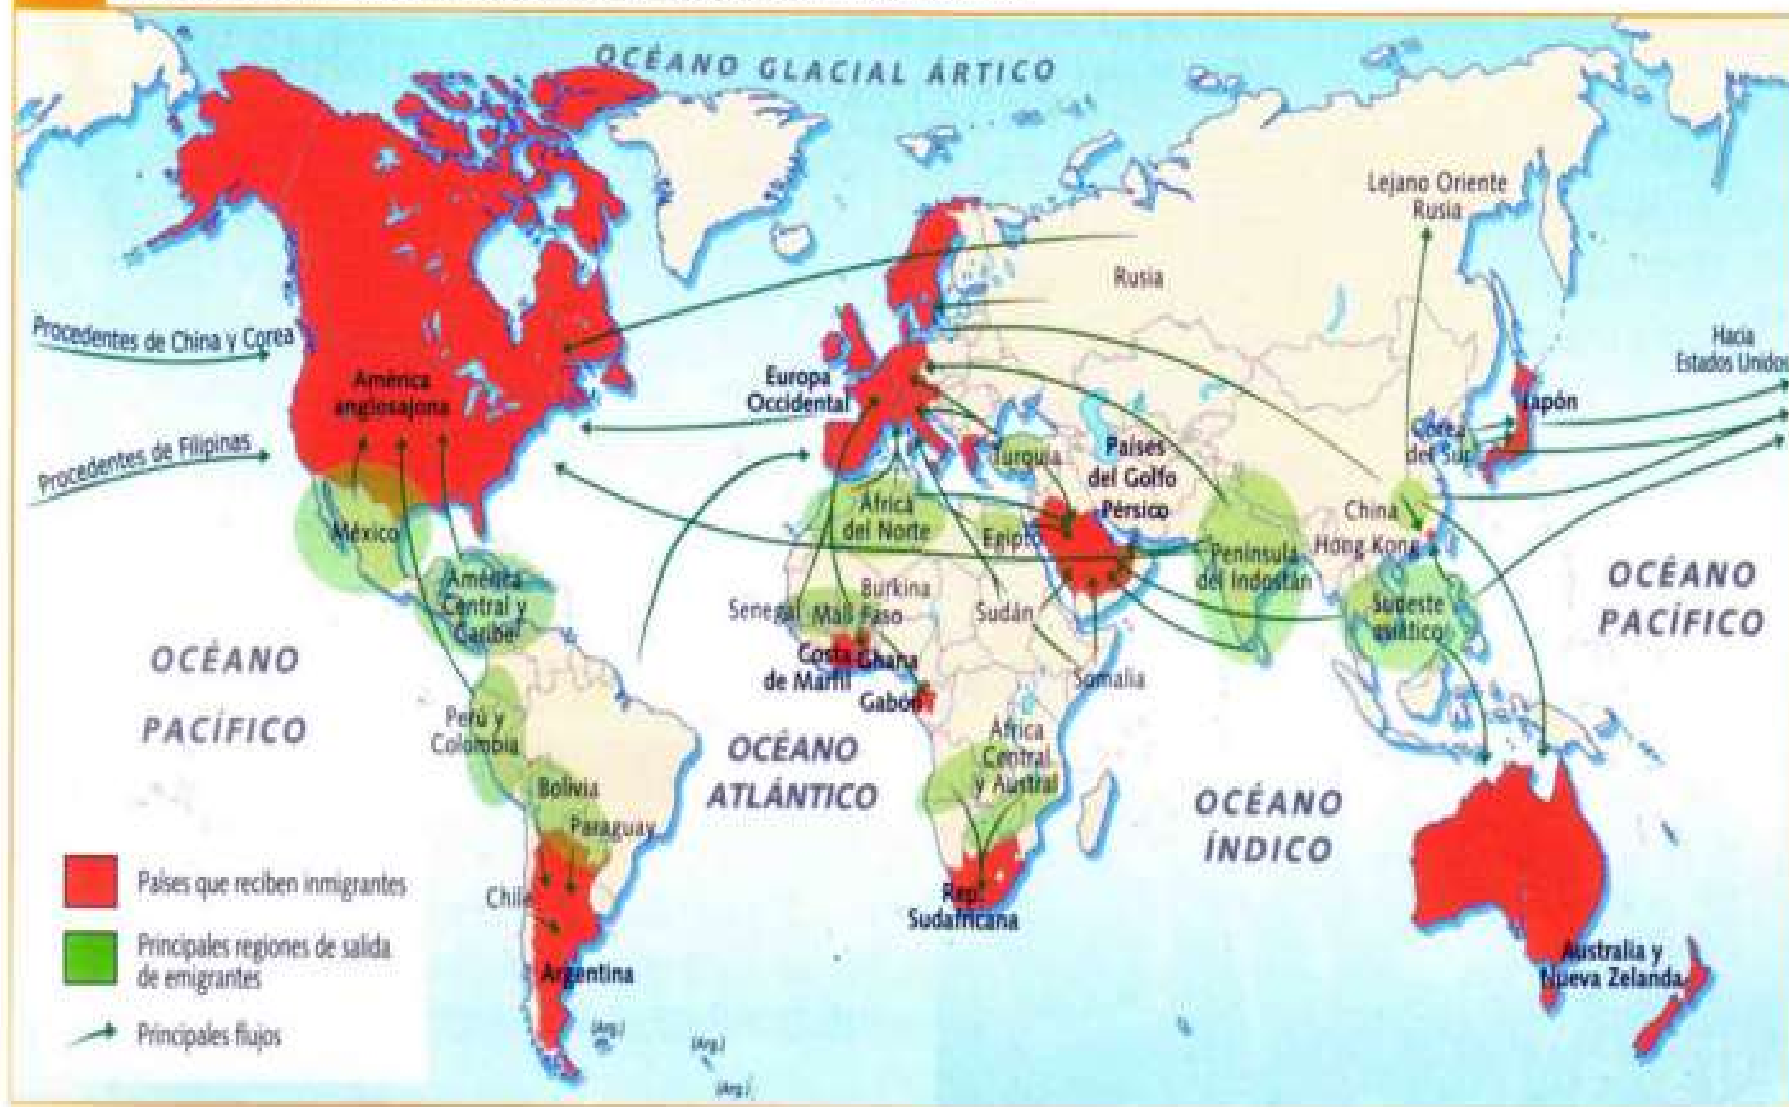 OCÉANO GLACIAL ÁRTICO
Lejano Oriente
Rusia
Rusia
Procedentes de China y Corea
Hacia
Estados Unidos
América
anglosajona
Europa
Occidental
Japón
Corea
del Sur
Procedentes de Filipinas
Turquía
Países
del Golfo
Pérsico
África
del Norte
China
México
Egipto
Hong Kong
Península
del Indostán
América
Central y
Caribe
OCÉANO
PACÍFICO
Burkina
Faso
Senegal
Malí
Sudán
Sudeste
asiático
OCÉANO
PACÍFICO
Costa
de Marfil
Ghana
Gabón
Somalia
Perú y
Colombia
África
Central
y Austral
OCÉANO
ATLÁNTICO
Bolivia
Paraguay
OCÉANO
ÍNDICO
Países que reciben inmigrantes
Chile
Rep.
Sudafricana
Principales regiones de salida
de emigrantes
Argentina
Australia y
Nueva Zelanda
Principales flujos
(Arg.)
(Arg.)
(Arg.)